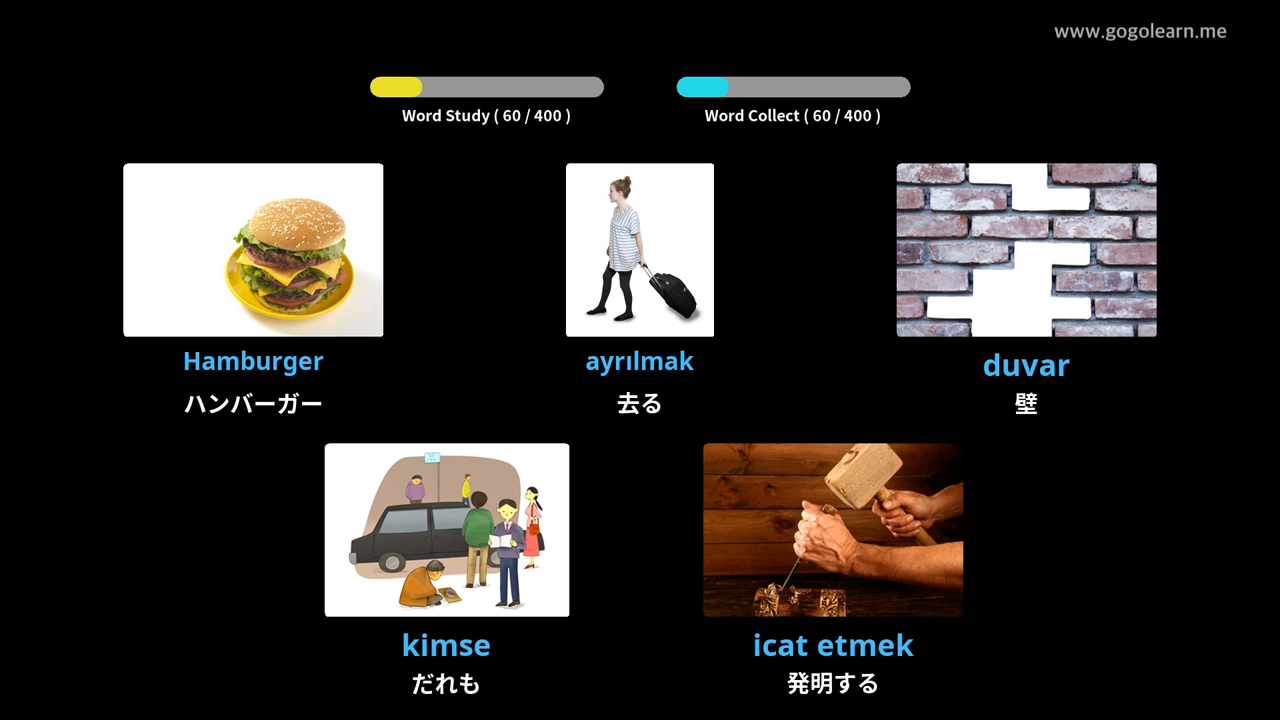 www.gogolearn.me
Word Study ( 60 / 400 )
Word Collect ( 60 / 400 )
Hamburger
ハンバーガー
ayrılmak
去る
duvar
壁
kimse
だれも
icat etmek
発明する